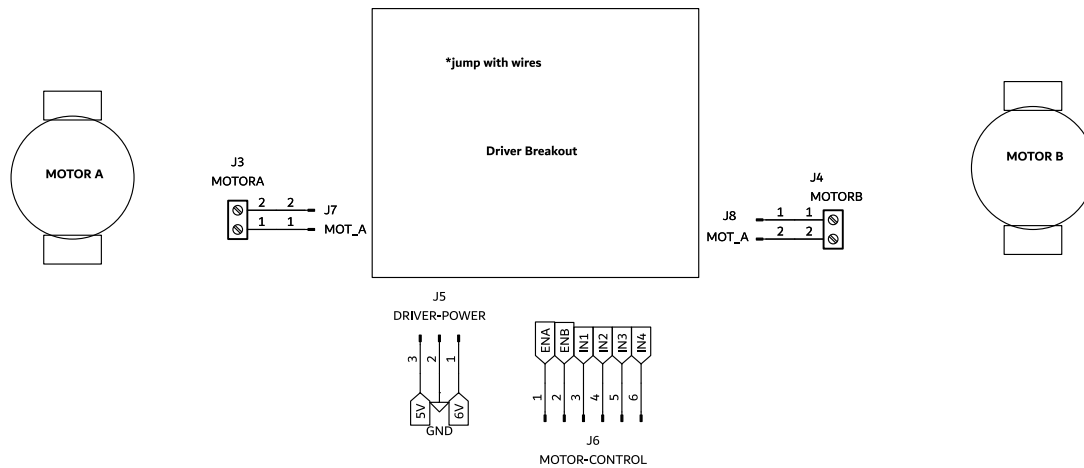 *jump with wires
Driver Breakout
MOTOR A
MOTOR B
J3
MOTORA
2 2
1 1
J7
MOT_A
J4
MOTORB
J8
MOT_A
1 1
2 2
J5
DRIVER-POWER
3
2
1
5V
GND
6V
ENA
ENB
IN1
IN2
IN3
IN4
1
2
3
4
5
6
J6
MOTOR-CONTROL